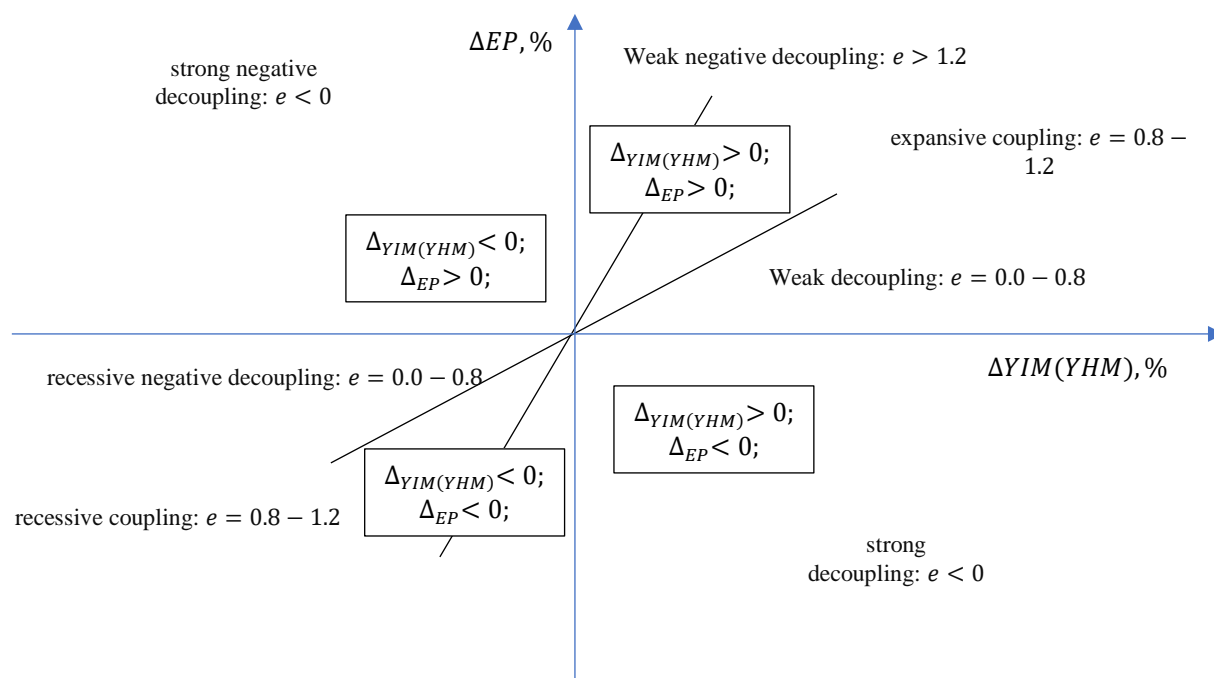 ΔEP, %
Weak negative decoupling: e > 1.2
strong negative
decoupling: e < 0
expansive coupling: e = 0.8 −
1.2
Δ_{YIM(YHM)} > 0;
Δ_{EP} > 0;
Δ_{YIM(YHM)} < 0;
Δ_{EP} > 0;
Weak decoupling: e = 0.0 − 0.8
ΔYIM(YHM), %
recessive negative decoupling: e = 0.0 − 0.8
Δ_{YIM(YHM)} > 0;
Δ_{EP} < 0;
Δ_{YIM(YHM)} < 0;
Δ_{EP} < 0;
recessive coupling: e = 0.8 − 1.2
strong
decoupling: e < 0